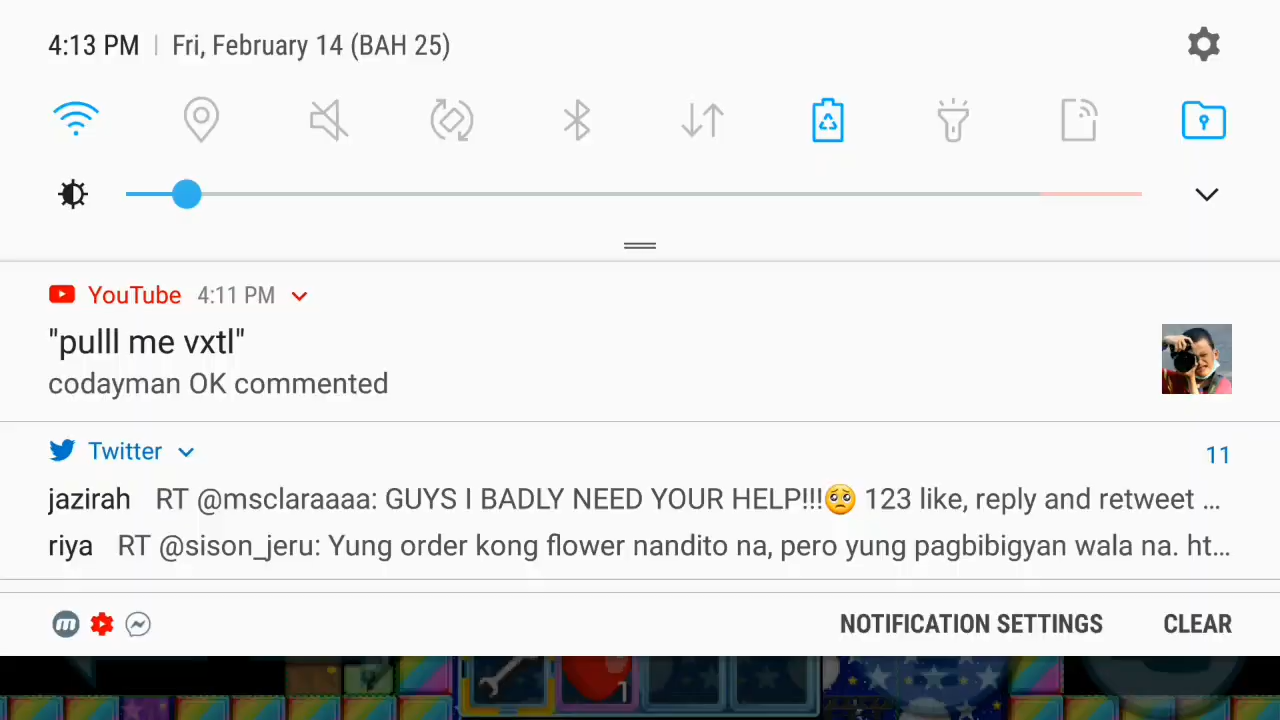 4:13 PM | Fri, February 14 (BAH 25)
YouTube 4:11 PM
"pulll me vxtl"
codayman OK commented
Twitter 11
jazirah RT @msclaraaaa: GUYS I BADLY NEED YOUR HELP!!!🥺 123 like, reply and retweet ...
riya RT @sison_jeru: Yung order kong flower nandito na, pero yung pagbibigyan wala na. ht...
NOTIFICATION SETTINGS CLEAR
1